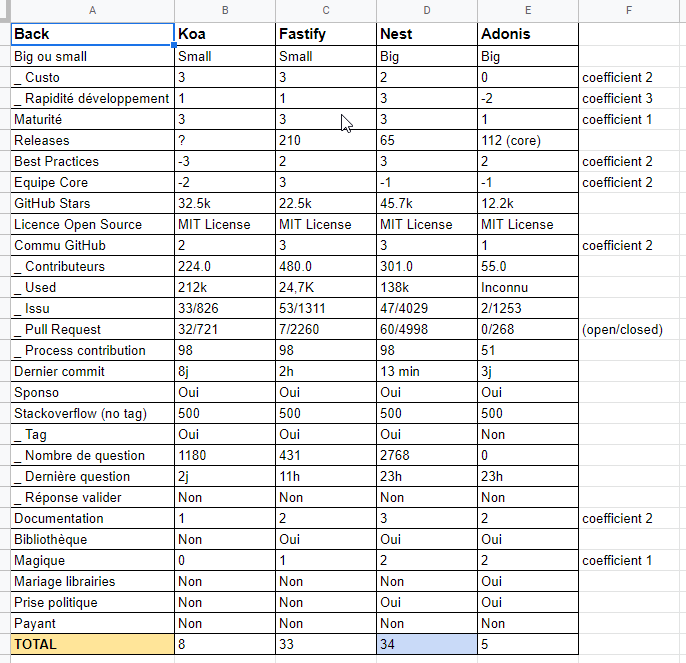 A B C D E F
Back Koa Fastify Nest Adonis
Big ou small Small Small Big Big
_ Custo 3 3 2 0 coefficient 2
_ Rapidité développement 1 1 3 -2 coefficient 3
Maturité 3 3 3 1 coefficient 1
Releases ? 210 65 112 (core)
Best Practices -3 2 3 2 coefficient 2
Equipe Core -2 3 -1 -1 coefficient 2
GitHub Stars 32.5k 22.5k 45.7k 12.2k
Licence Open Source MIT License MIT License MIT License MIT License
Commu GitHub 2 3 3 1 coefficient 2
_ Contributeurs 224.0 480.0 301.0 55.0
_ Used 212k 24,7K 138k Inconnu
_ Issu 33/826 53/1311 47/4029 2/1253
_ Pull Request 32/721 7/2260 60/4998 0/268 (open/closed)
_ Process contribution 98 98 98 51
Dernier commit 8j 2h 13 min 3j
Sponso Oui Oui Oui Oui
Stackoverflow (no tag) 500 500 500 500
_ Tag Oui Oui Oui Non
_ Nombre de question 1180 431 2768 0
_ Dernière question 2j 11h 23h 23h
_ Réponse valider Non Non Non Non
Documentation 1 2 3 2 coefficient 2
Bibliothèque Non Oui Oui Oui
Magique 0 1 2 2 coefficient 1
Mariage librairies Non Non Non Oui
Prise politique Non Non Oui Oui
Payant Non Non Non Non
TOTAL 8 33 34 5